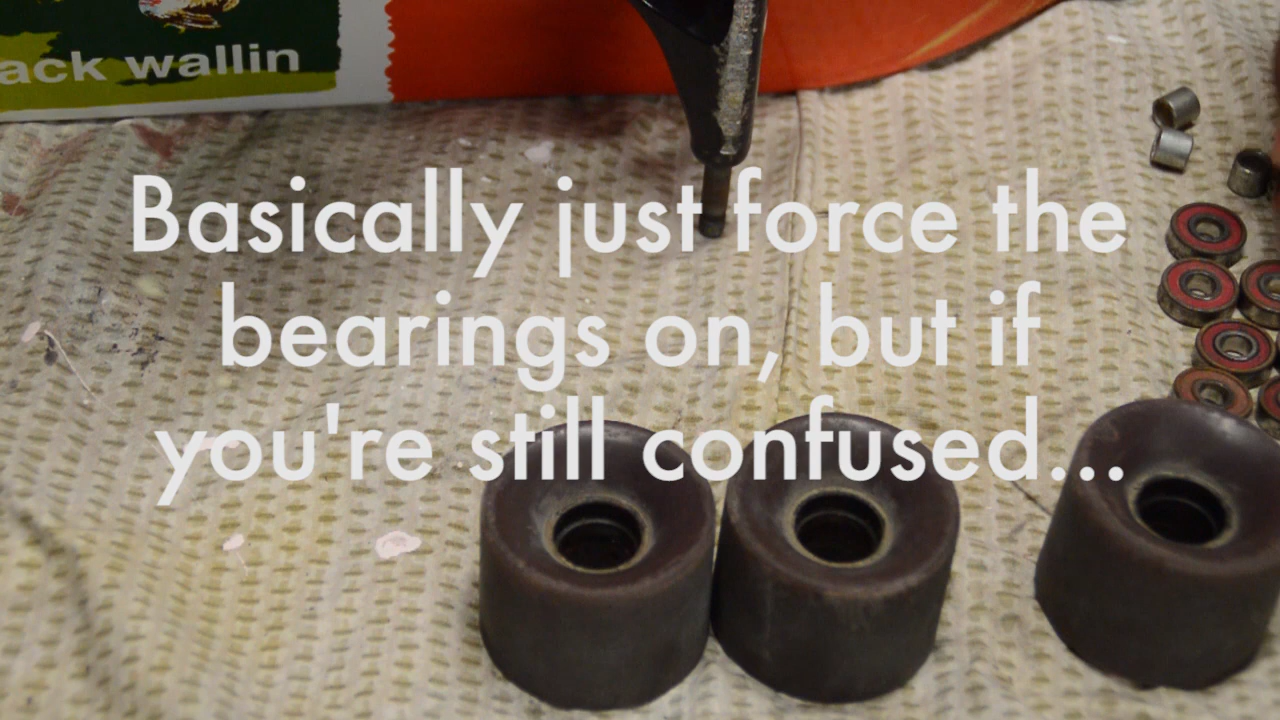 ack wallin
Basically just force the
bearings on, but if
you're still confused...